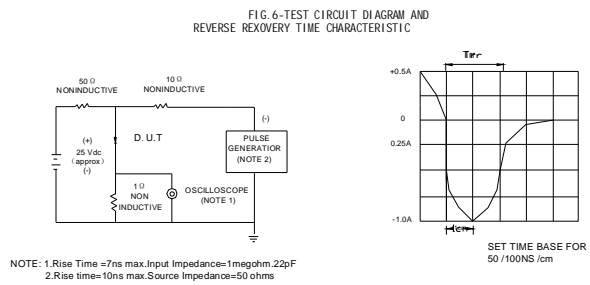 FIG.6-TEST CIRCUIT DIAGRAM AND
REVERSE REXOVERY TIME CHARACTERISTIC
50 Ω
NONINDUCTIVE
10 Ω
NONINDUCTIVE
(+)
25 Vdc
(approx)
(-)
D.U.T
1 Ω
NON
INDUCTIVE
OSCILLOSCOPE
(NOTE 1)
(-)
PULSE
GENERATIOR
(NOTE 2)
+0.5A
0
0.25A
-1.0A
1cm
SET TIME BASE FOR
50 /100NS /cm
NOTE: 1.Rise Time =7ns max.Input Impedance=1megohm.22pF
2.Rise time=10ns max.Source Impedance=50 ohms